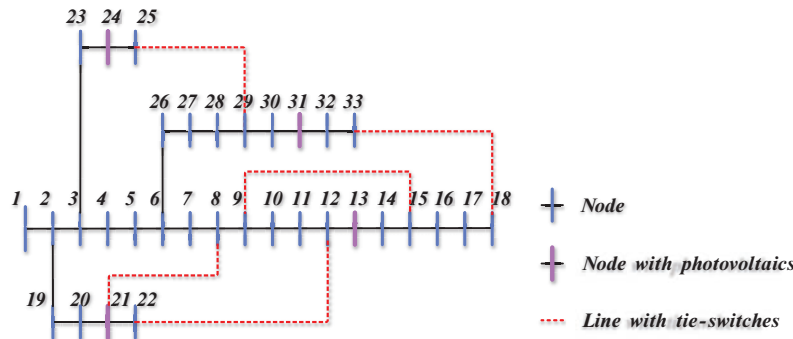 23 24 25
26 27 28 29 30 31 32 33
1 2 3 4 5 6 7 8 9 10 11 12 13 14 15 16 17 18
19 20 21 22
Node
Node with photovoltaics
Line with tie-switches